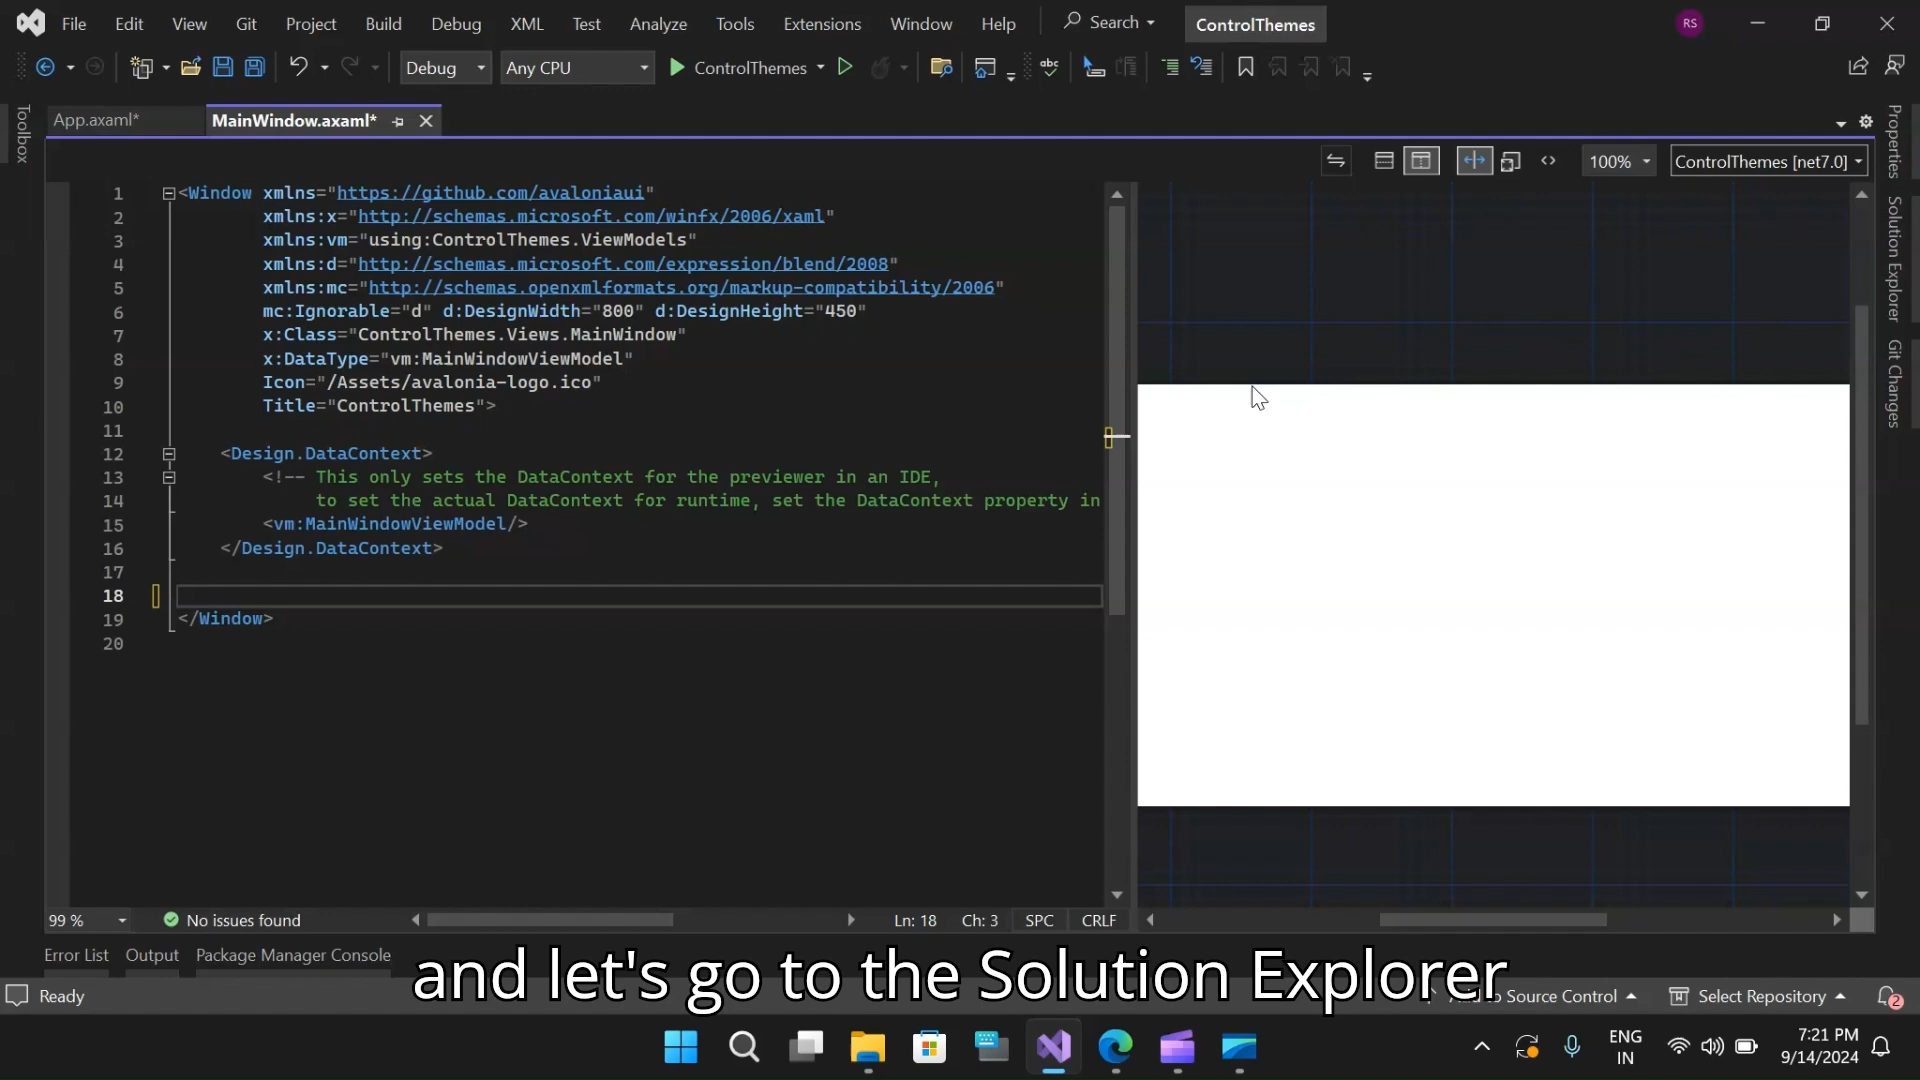 File Edit View Git Project Build Debug XML Test Analyze Tools Extensions Window Help Search ControlThemes RS
Debug Any CPU ControlThemes
App.axaml* MainWindow.axaml*
Toolbox
100% ControlThemes [net7.0]
Properties
Solution Explorer
Git Changes
1 <Window xmlns="https://github.com/avaloniaui"
2 xmlns:x="http://schemas.microsoft.com/winfx/2006/xaml"
3 xmlns:vm="using:ControlThemes.ViewModels"
4 xmlns:d="http://schemas.microsoft.com/expression/blend/2008"
5 xmlns:mc="http://schemas.openxmlformats.org/markup-compatibility/2006"
6 mc:Ignorable="d" d:DesignWidth="800" d:DesignHeight="450"
7 x:Class="ControlThemes.Views.MainWindow"
8 x:DataType="vm:MainWindowViewModel"
9 Icon="/Assets/avalonia-logo.ico"
10 Title="ControlThemes">
11
12 <Design.DataContext>
13 <!-- This only sets the DataContext for the previewer in an IDE,
14 to set the actual DataContext for runtime, set the DataContext property in
15 <vm:MainWindowViewModel/>
16 </Design.DataContext>
17
18
19 </Window>
20
99 % No issues found Ln: 18 Ch: 3 SPC CRLF
Error List Output Package Manager Console
and let's go to the Solution Explorer
Ready to Source Control Select Repository 2
ENG
IN
7:21 PM
9/14/2024